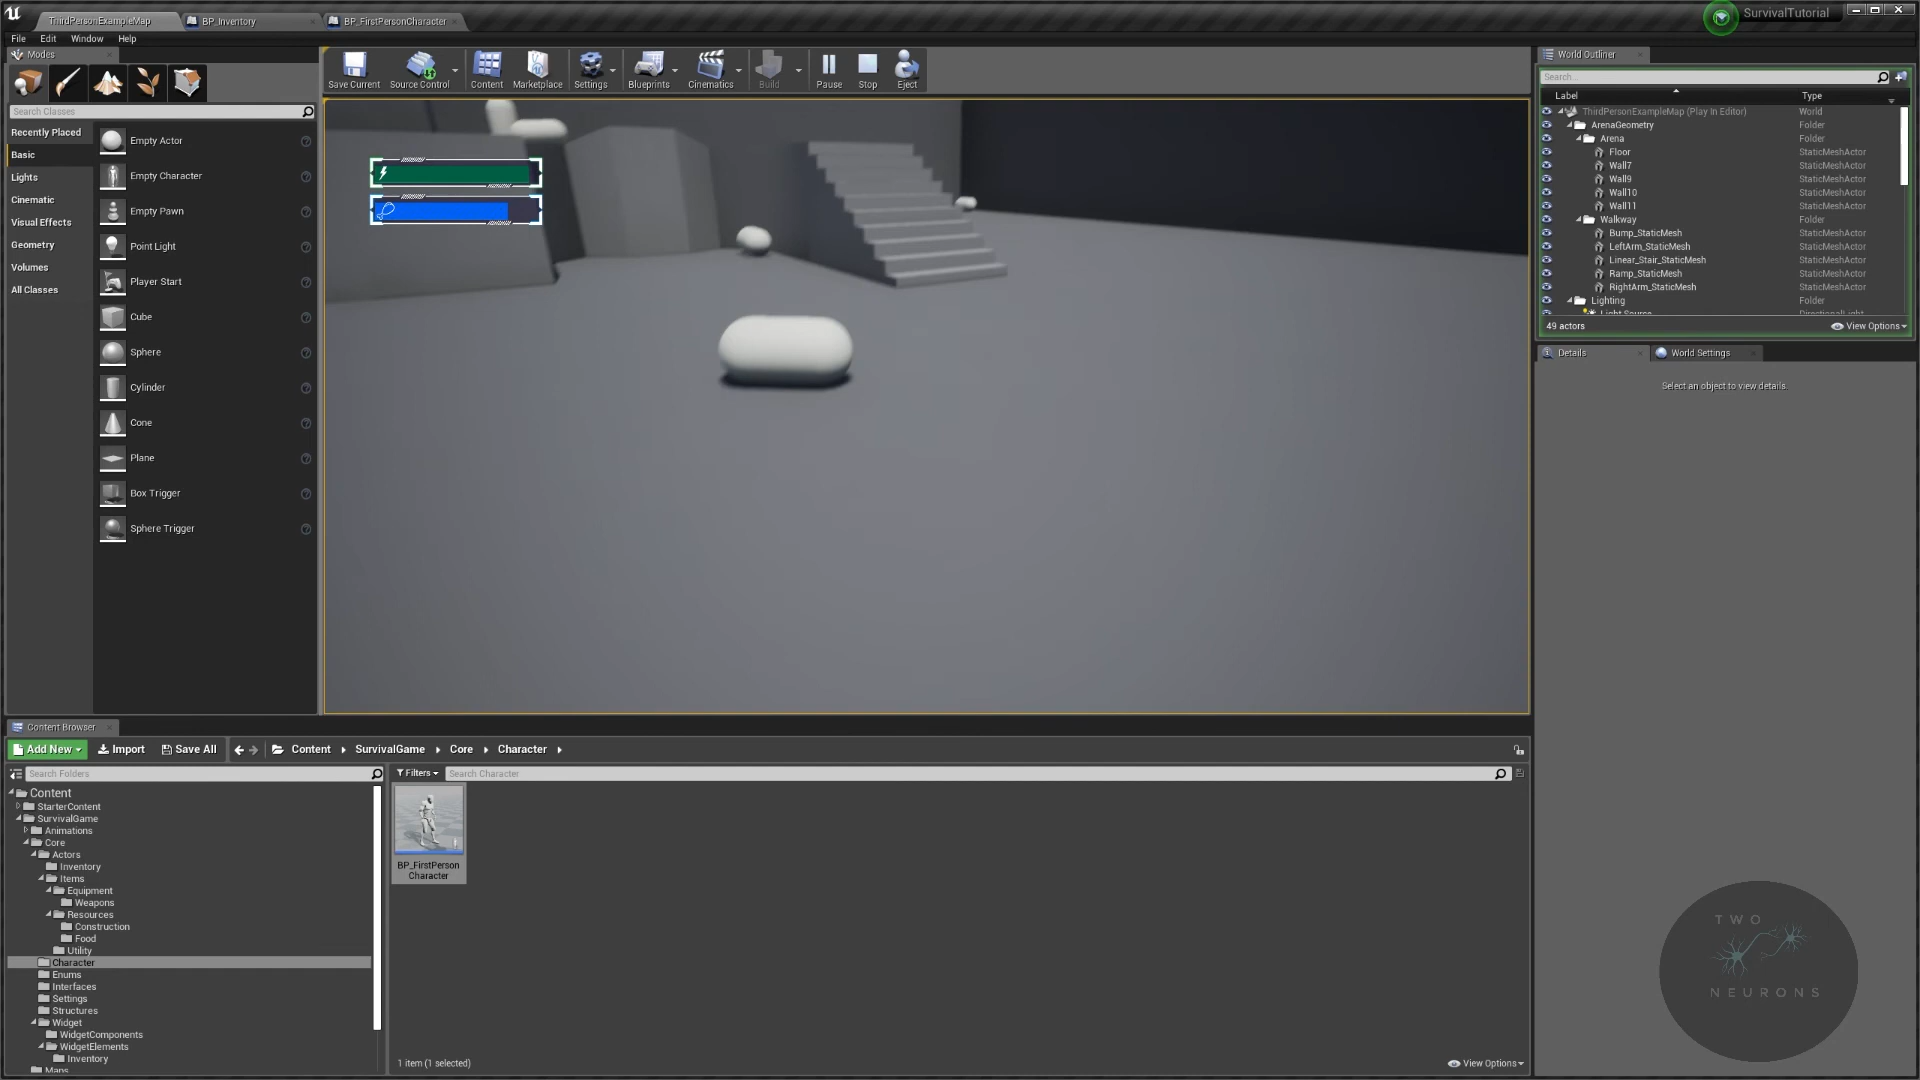 ThirdPersonExampleMap
BP_Inventory
BP_FirstPersonCharacter
SurvivalTutorial
File Edit Window Help
Modes
Save Current
Source Control
Content
Marketplace
Settings
Blueprints
Cinematics
Build
Pause
Stop
Eject
World Outliner
Search...
Label
Type
Search Classes
Recently Placed
Basic
Lights
Cinematic
Visual Effects
Geometry
Volumes
All Classes
Empty Actor
Empty Character
Empty Pawn
Point Light
Player Start
Cube
Sphere
Cylinder
Cone
Plane
Box Trigger
Sphere Trigger
ThirdPersonExampleMap (Play In Editor) World
ArenaGeometry Folder
Arena Folder
Floor StaticMeshActor
Wall7 StaticMeshActor
Wall9 StaticMeshActor
Wall10 StaticMeshActor
Wall11 StaticMeshActor
Walkway Folder
Bump_StaticMesh StaticMeshActor
LeftArm_StaticMesh StaticMeshActor
Linear_Stair_StaticMesh StaticMeshActor
Ramp_StaticMesh StaticMeshActor
RightArm_StaticMesh StaticMeshActor
Lighting Folder
Light Source DirectionalLight
49 actors
View Options
Details
World Settings
Select an object to view details.
Content Browser
Add New
Import
Save All
Content
SurvivalGame
Core
Character
Search Folders
Filters
Search Character
Content
StarterContent
SurvivalGame
Animations
Core
Actors
Inventory
Items
Equipment
Weapons
Resources
Construction
Food
Utility
Character
Enums
Interfaces
Settings
Structures
Widget
WidgetComponents
WidgetElements
Inventory
Maps
BP_FirstPerson
Character
1 item (1 selected)
View Options
TWO
NEURONS